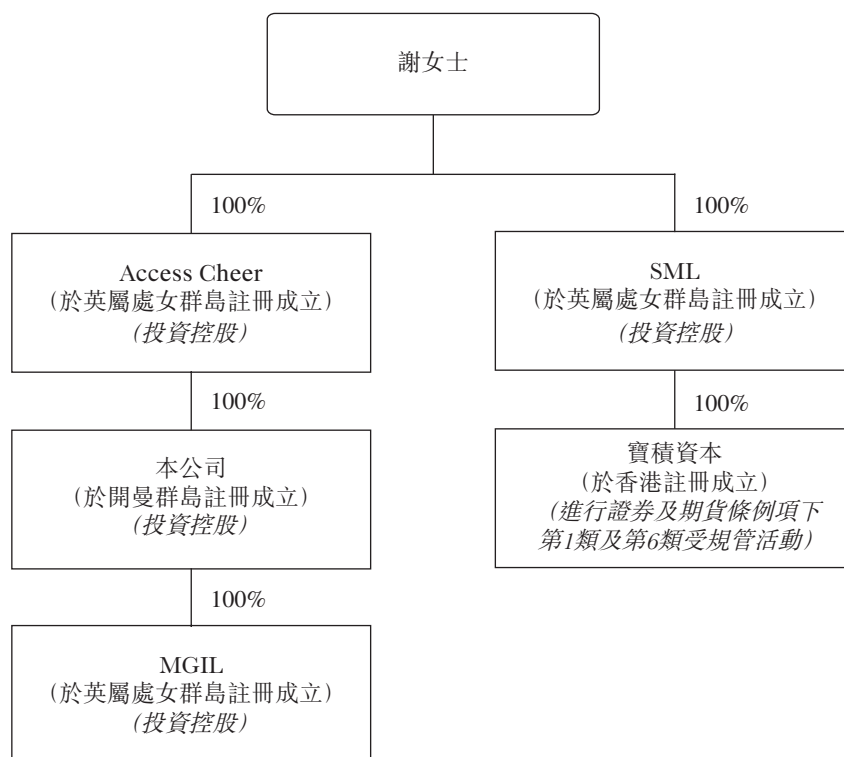 謝女士
100%
100%
Access Cheer
(於英屬處女群島註冊成立)
(投資控股)
SML
(於英屬處女群島註冊成立)
(投資控股)
100%
100%
本公司
(於開曼群島註冊成立)
(投資控股)
寶積資本
(於香港註冊成立)
(進行證券及期貨條例項下
第1類及第6類受規管活動)
100%
MGIL
(於英屬處女群島註冊成立)
(投資控股)